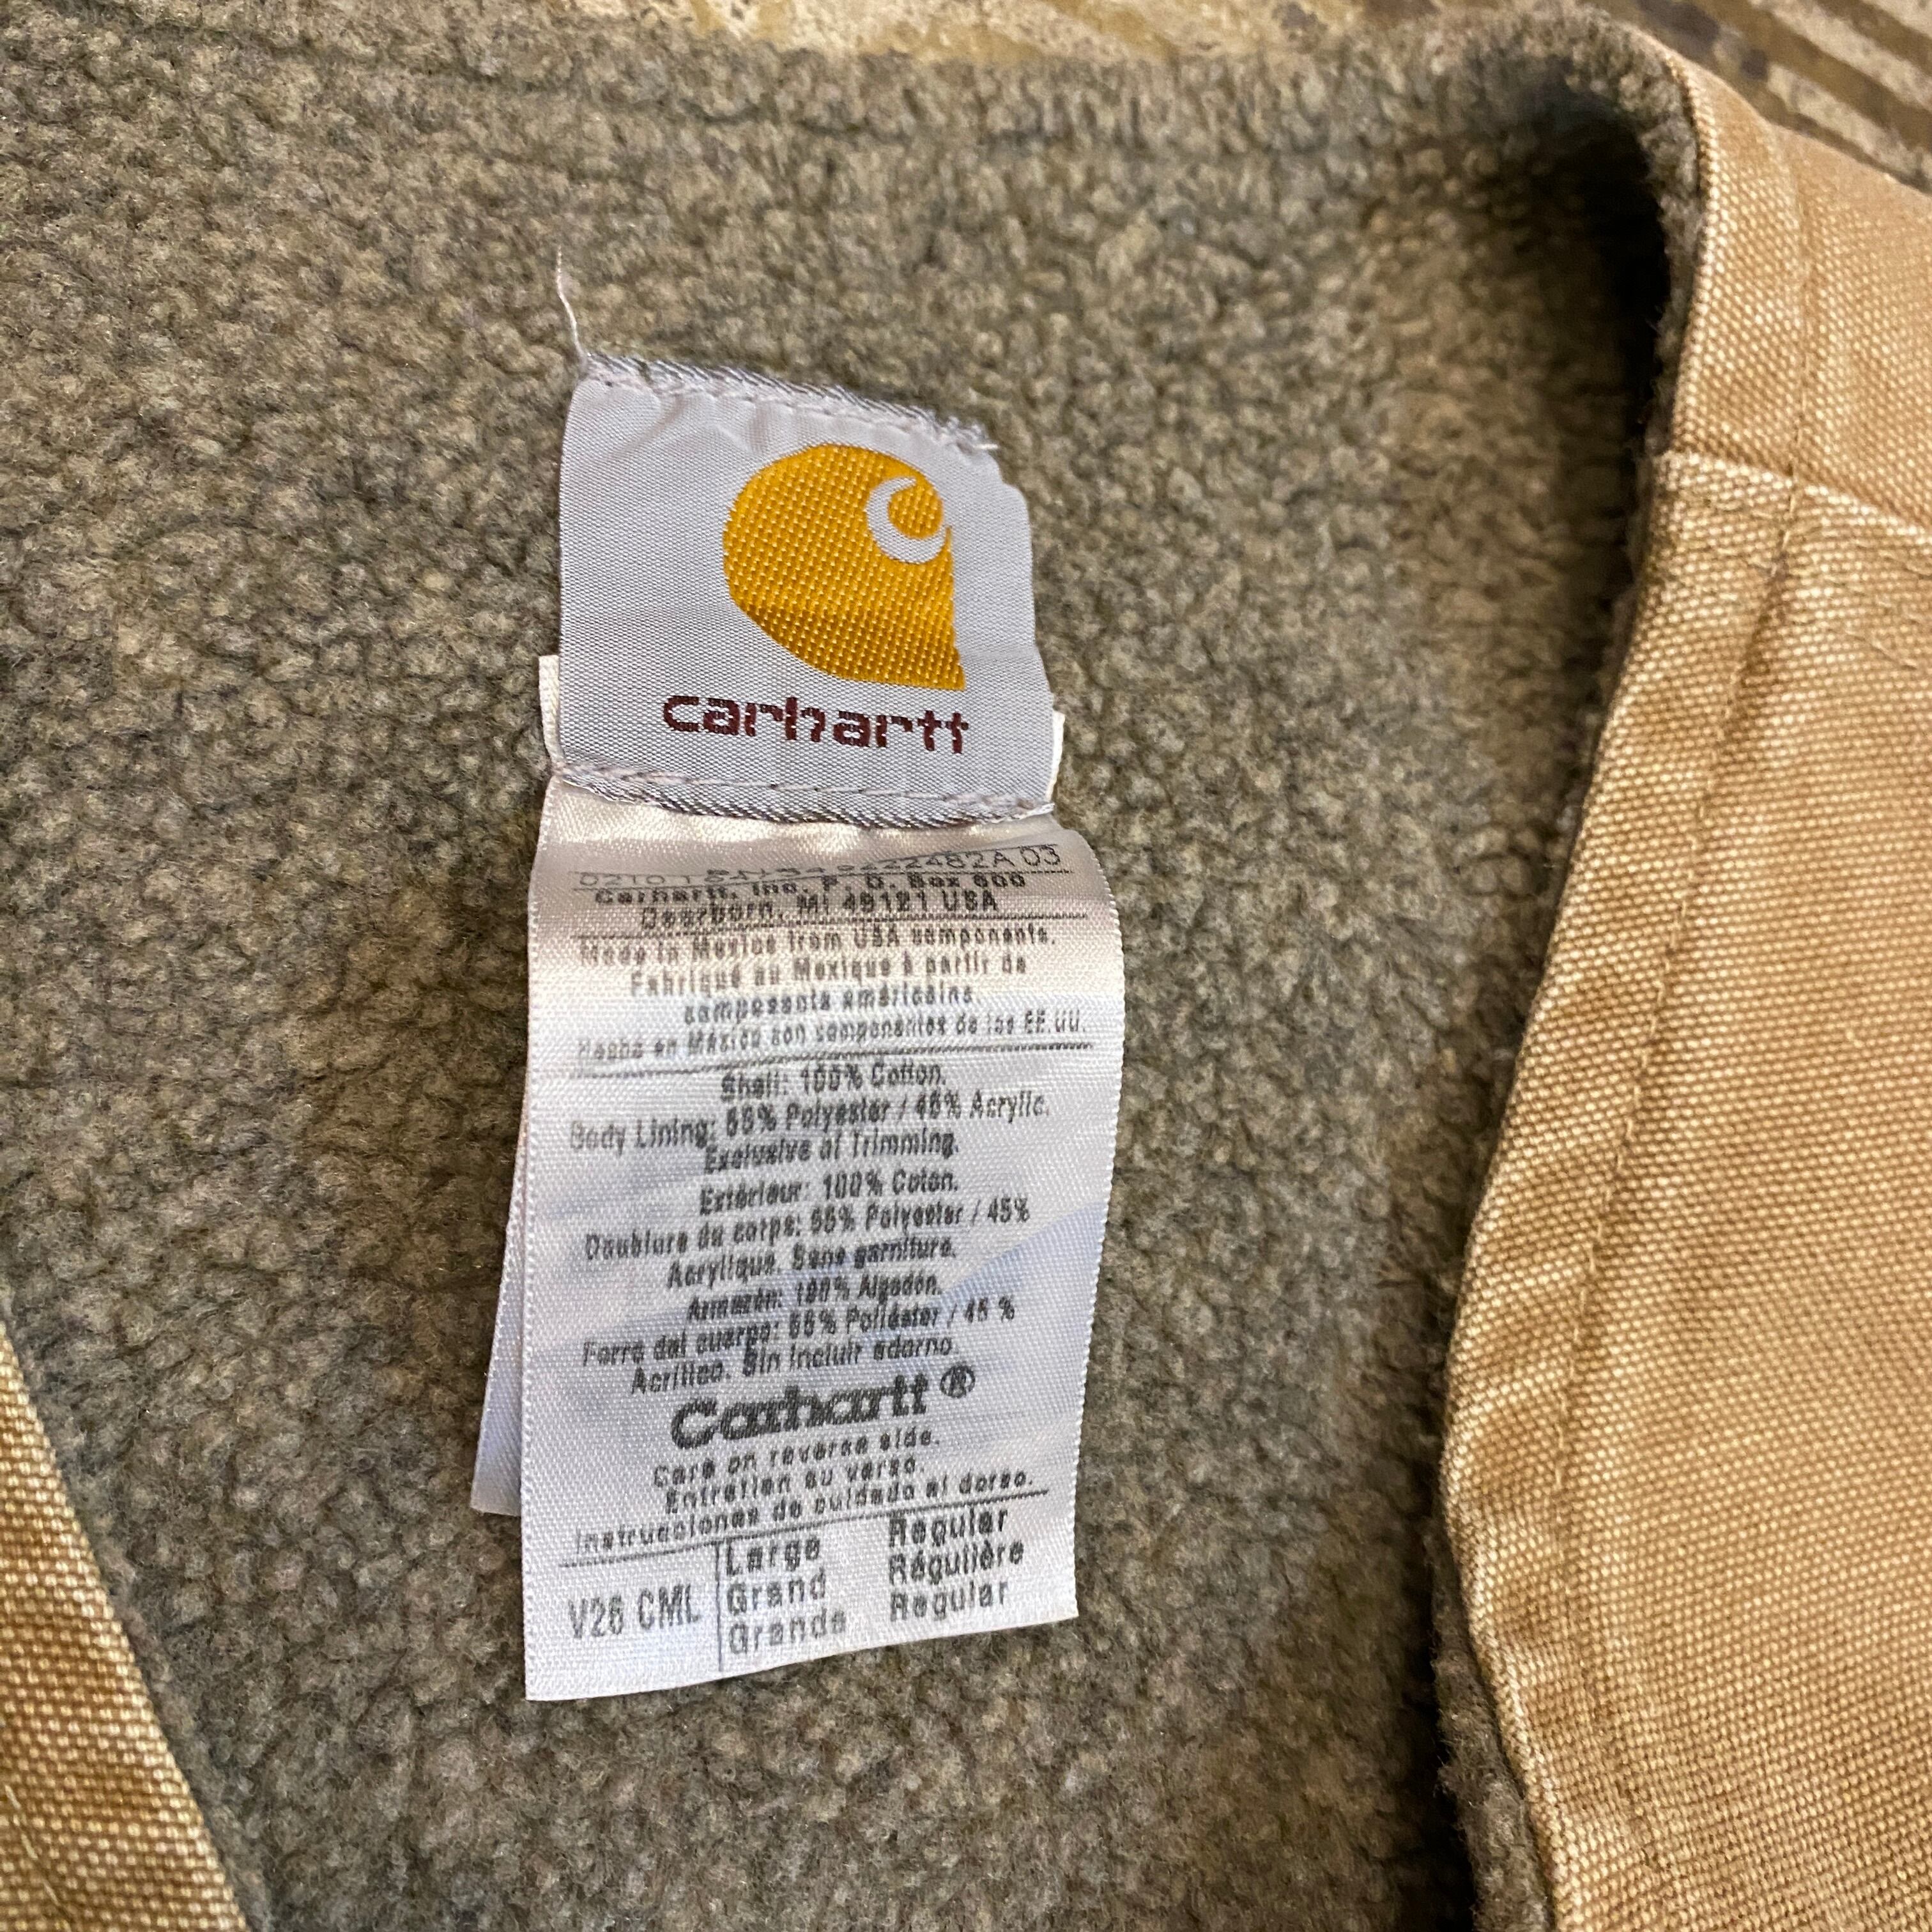 carhartt
482A 03
Carhartt, Inc. P. O. Box 600
Dearborn, MI 48121 USA
Made in Mexico from USA components.
Fabriqué au Mexique à partir de
composants américains.
Hecho en México con componentes de los EE.UU.
Shell: 100% Cotton.
Body Lining: 55% Polyester / 45% Acrylic.
Exclusive of Trimming.
Extérieur: 100% Coton.
Doublure du corps: 55% Polyester / 45%
Acrylique. Sans garniture.
Armazón: 100% Algodón.
Forro del cuerpo: 55% Poliéster / 45 %
Acrílico. Sin incluir adorno.
Carhartt®
Care on reverse side.
Entretien au verso.
Instrucciones de cuidado al dorso.
V26 CML
Large Regular
Grand Régulière
Grande Regular